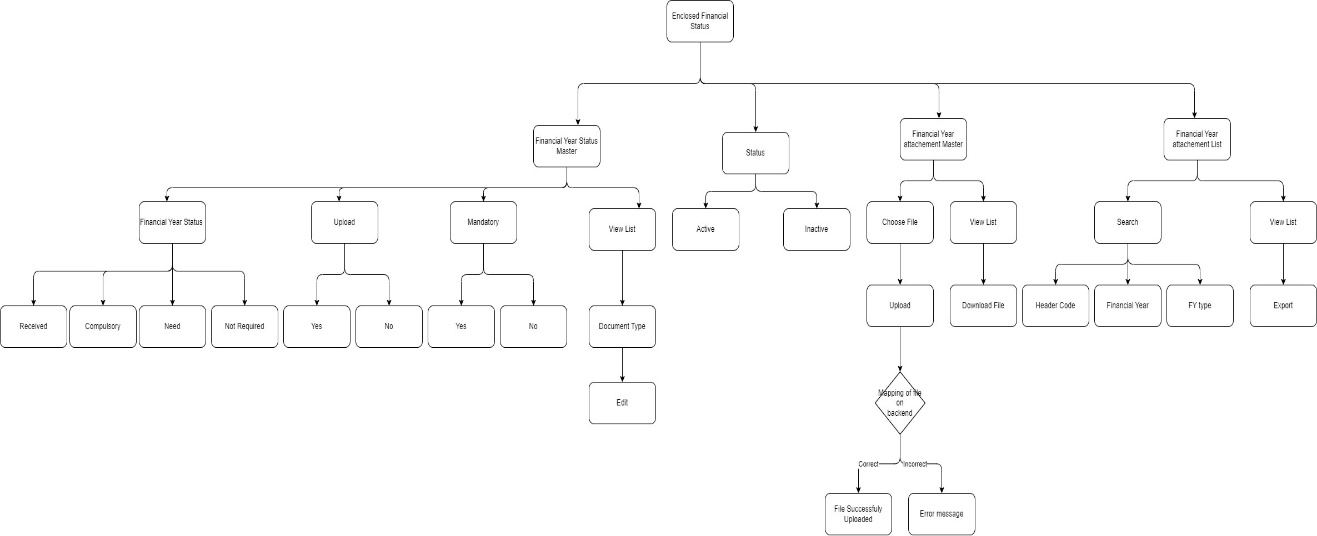 Enclosed Financial
Status
Financial Year Status
Master
Status
Financial Year
attachement Master
Financial Year
attachement List
Financial Year Status
Upload
Mandatory
View List
Active
Inactive
Choose File
View List
Search
View List
Received
Compulsory
Need
Not Required
Yes
No
Yes
No
Document Type
Upload
Download File
Header Code
Financial Year
FY type
Export
Edit
Mapping of file
on
backend
Correct
Incorrect
File Successfuly
Uploaded
Error message